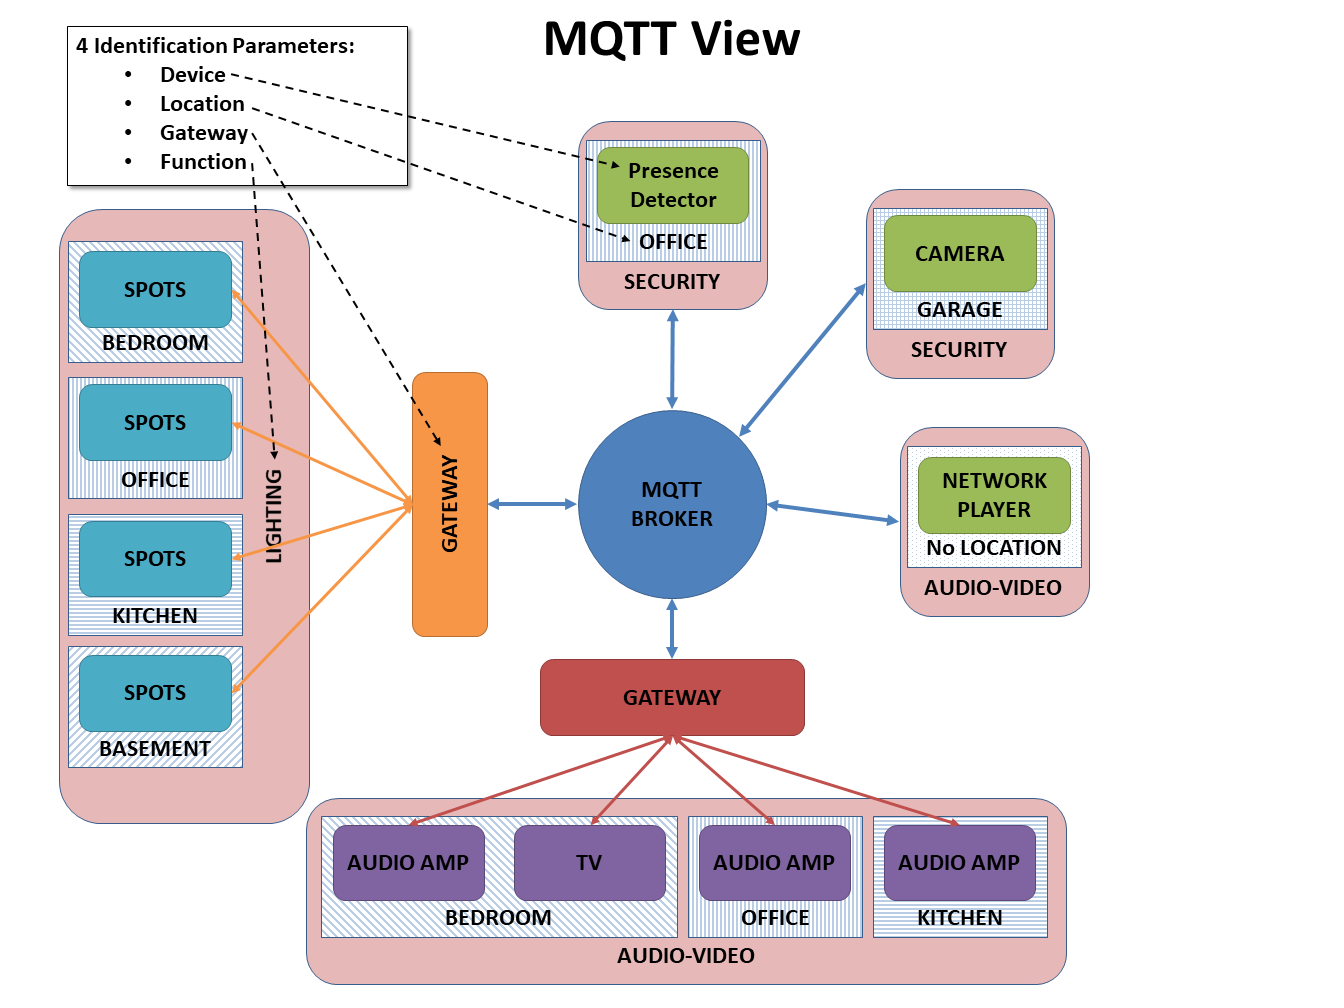 MQTT View
4 Identification Parameters:
• Device
• Location
• Gateway
• Function
Presence
Detector
OFFICE
SECURITY
CAMERA
GARAGE
SECURITY
SPOTS
BEDROOM
SPOTS
OFFICE
SPOTS
KITCHEN
SPOTS
BASEMENT
LIGHTING
GATEWAY
MQTT
BROKER
NETWORK
PLAYER
No LOCATION
AUDIO-VIDEO
GATEWAY
AUDIO AMP
TV
BEDROOM
AUDIO AMP
OFFICE
AUDIO AMP
KITCHEN
AUDIO-VIDEO